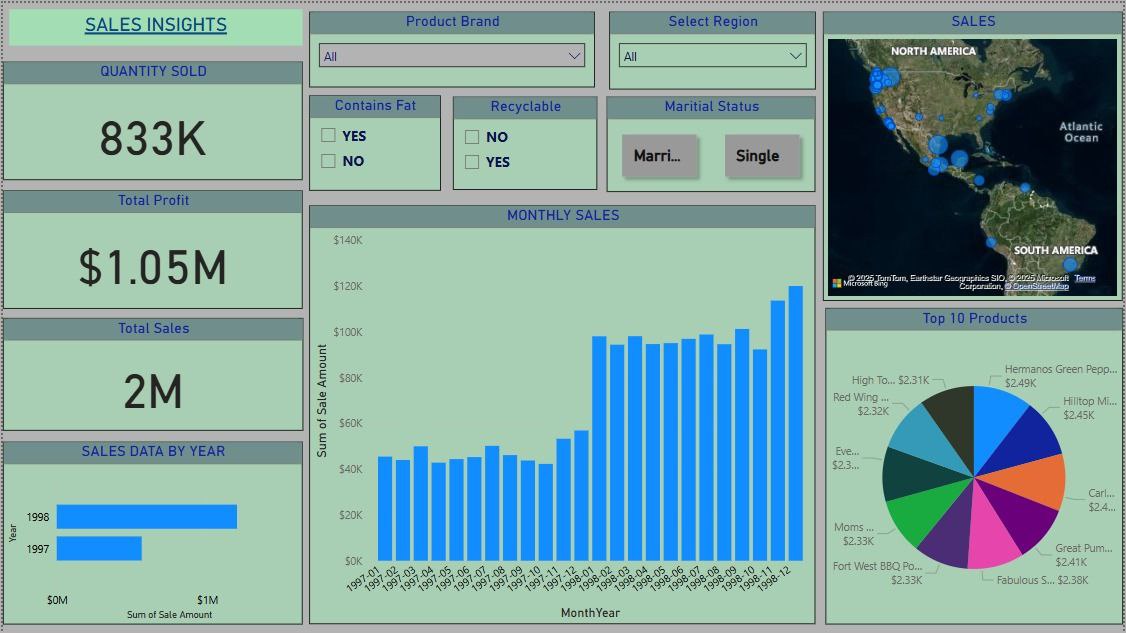 SALES INSIGHTS
QUANTITY SOLD
833K
Total Profit
$1.05M
Total Sales
2M
SALES DATA BY YEAR
Year
1998
1997
$0M
$1M
Sum of Sale Amount
Product Brand
All
Select Region
All
Contains Fat
YES
NO
Recyclable
NO
YES
Maritial Status
Marri...
Single
MONTHLY SALES
Sum of Sale Amount
$140K
$120K
$100K
$80K
$60K
$40K
$20K
$0K
1997-01
1997-02
1997-03
1997-04
1997-05
1997-06
1997-07
1997-08
1997-09
1997-10
1997-11
1997-12
1998-01
1998-02
1998-03
1998-04
1998-05
1998-06
1998-07
1998-08
1998-09
1998-10
1998-11
1998-12
MonthYear
SALES
NORTH AMERICA
Atlantic
Ocean
SOUTH AMERICA
© 2025 TomTom, Earthstar Geographics SIO, © 2025 Microsoft Terms
Corporation, © OpenStreetMap
Microsoft Bing
Top 10 Products
Hermanos Green Pepp...
$2.49K
Hilltop Mi...
$2.45K
Carl...
$2.4...
Great Pum...
$2.41K
Fabulous S... $2.38K
Fort West BBQ Po...
$2.33K
Moms ...
$2.33K
Eve...
$2.3...
Red Wing ...
$2.32K
High To... $2.31K